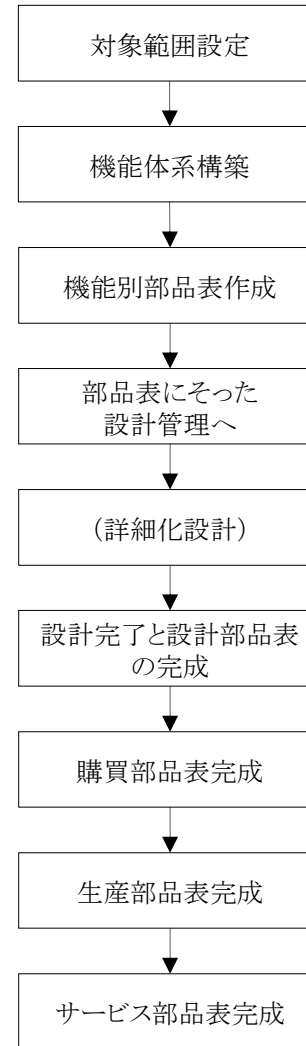 対象範囲設定
機能体系構築
機能別部品表作成
部品表にそった
設計管理へ
(詳細化設計)
設計完了と設計部品表
の完成
購買部品表完成
生産部品表完成
サービス部品表完成